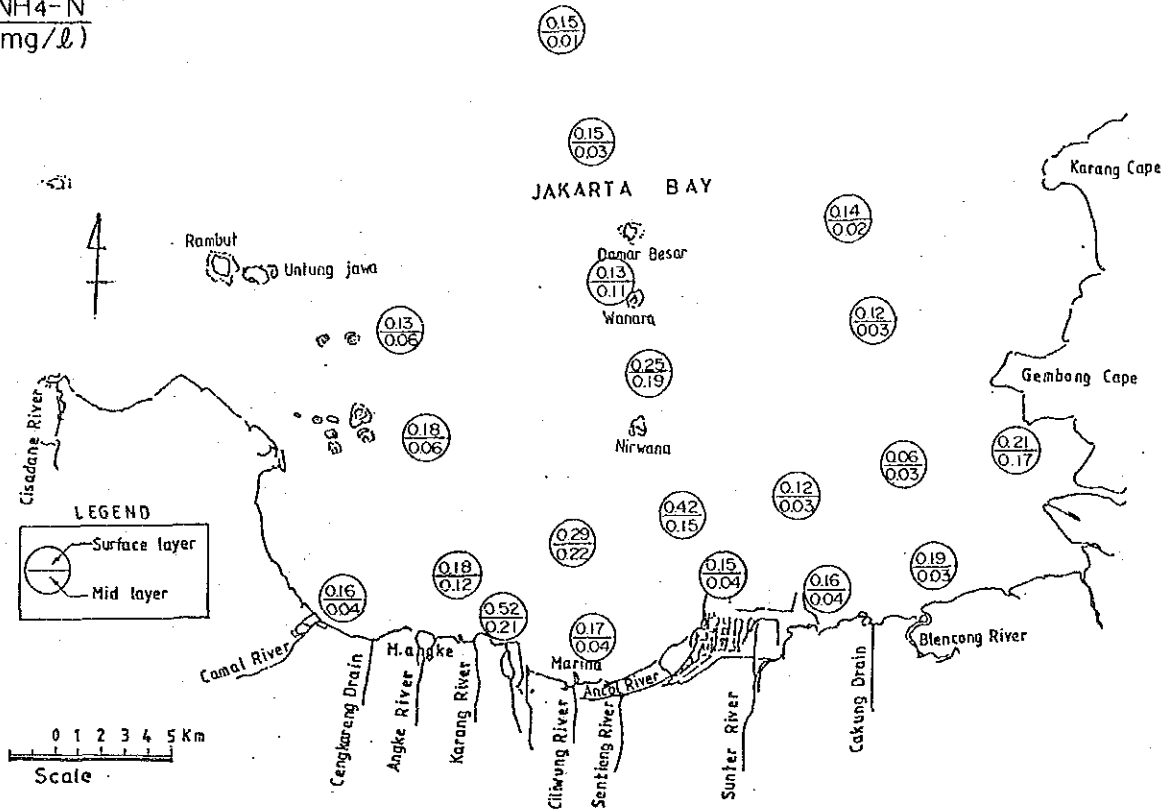 NH4-N
(mg/ℓ)
0.15
0.01
0.15
0.03
Karang Cape
JAKARTA BAY
0.14
0.02
Rambut
Untung jawa
Damar Besar
0.13
0.11
Wanara
0.13
0.06
0.12
0.03
0.25
0.19
Gembong Cape
Cisadane River
0.18
0.06
Nirwana
0.06
0.03
0.21
0.17
0.12
0.03
0.42
0.15
LEGEND
Surface layer
Mid layer
0.29
0.22
0.18
0.12
0.15
0.04
0.19
0.03
0.16
0.04
0.16
0.04
0.52
0.21
0.17
0.04
Camal River
M.angke
Marina
Ancol River
Blencong River
Cengkarang Drain
Angke River
Karang River
Ciliwung River
Sentiong River
Sunter River
Cakung Drain
0 1 2 3 4 5 Km
Scale